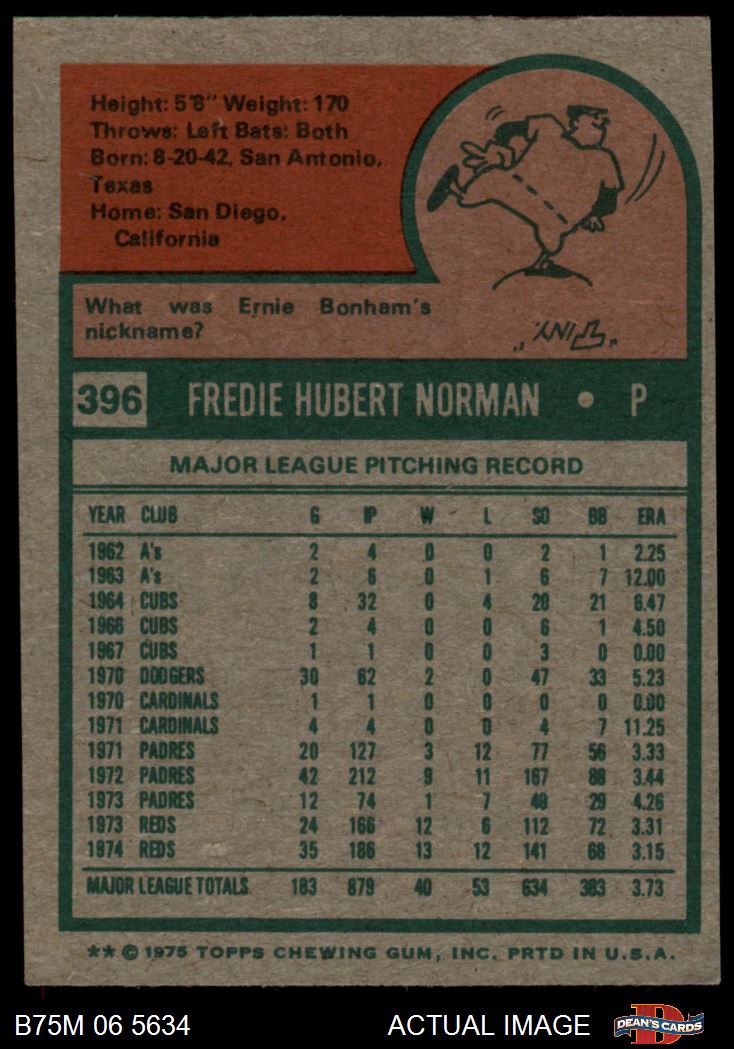 Height: 5'8" Weight: 170
Throws: Left Bats: Both
Born: 8-20-42, San Antonio,
Texas
Home: San Diego,
California
What was Ernie Bonham's
nickname?
"TINY."
396 FREDIE HUBERT NORMAN • P
MAJOR LEAGUE PITCHING RECORD
YEAR CLUB G IP W L SO BB ERA
1962 A's 2 4 0 0 2 1 2.25
1963 A's 2 6 0 1 6 7 12.00
1964 CUBS 8 32 0 4 20 21 6.47
1966 CUBS 2 4 0 0 6 1 4.50
1967 CUBS 1 1 0 0 3 0 0.00
1970 DODGERS 30 62 2 0 47 33 5.23
1970 CARDINALS 1 1 0 0 0 0 0.00
1971 CARDINALS 4 4 0 0 4 7 11.25
1971 PADRES 20 127 3 12 77 56 3.33
1972 PADRES 42 212 9 11 167 88 3.44
1973 PADRES 12 74 1 7 49 29 4.26
1973 REDS 24 166 12 6 112 72 3.31
1974 REDS 35 186 13 12 141 68 3.15
MAJOR LEAGUE TOTALS 183 879 40 53 634 383 3.73
** © 1975 TOPPS CHEWING GUM, INC. PRTD IN U.S.A.
B75M 06 5634 ACTUAL IMAGE DEAN'S CARDS